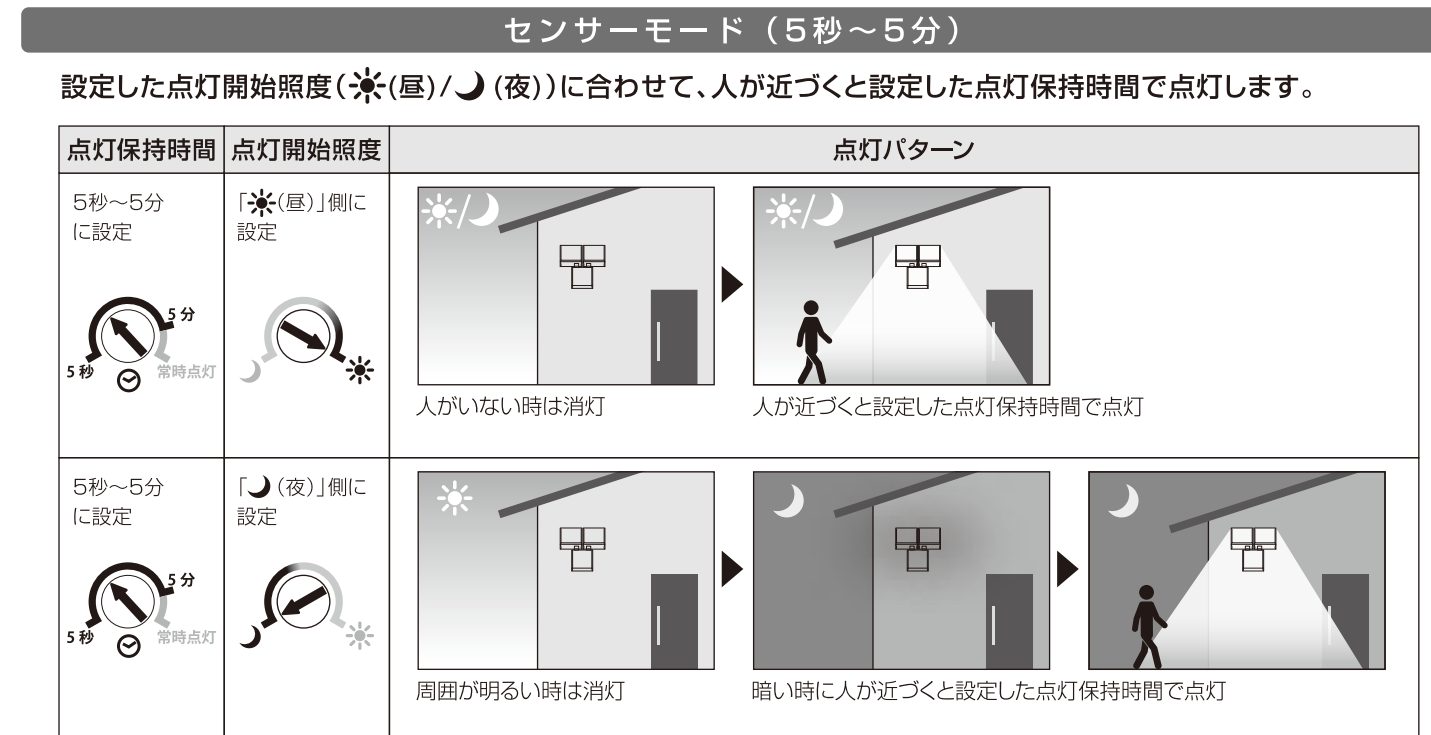 センサーモード（5秒～5分）
設定した点灯開始照度(☀(昼)/🌙(夜))に合わせて、人が近づくと設定した点灯保持時間で点灯します。
点灯保持時間 点灯開始照度 点灯パターン
5秒～5分
に設定
「☀(昼)」側に
設定
5分
5秒
常時点灯
人がいない時は消灯
人が近づくと設定した点灯保持時間で点灯
5秒～5分
に設定
「🌙(夜)」側に
設定
5分
5秒
常時点灯
周囲が明るい時は消灯
暗い時に人が近づくと設定した点灯保持時間で点灯